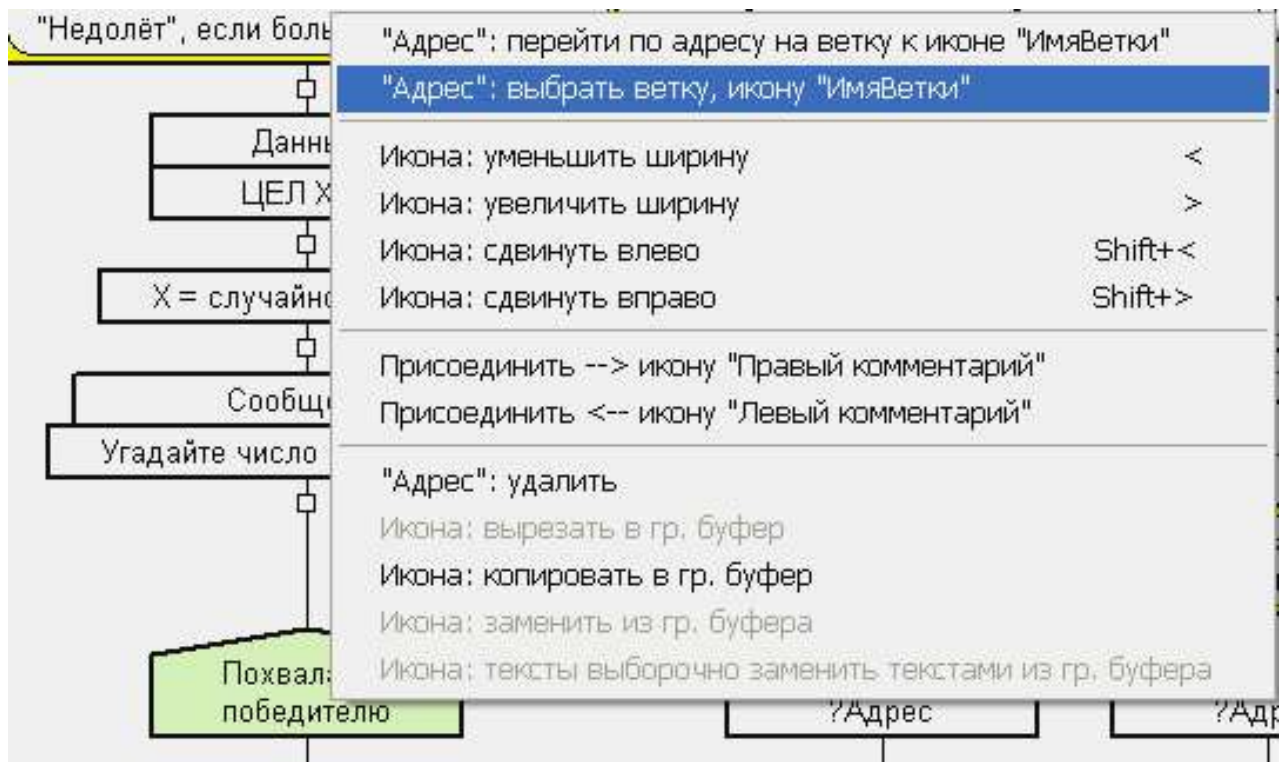 "Недолёт", если боль
"Адрес": перейти по адресу на ветку к иконе "ИмяВетки"
"Адрес": выбрать ветку, икону "ИмяВетки"
Данн
ЦЕЛ X
Икона: уменьшить ширину <
Икона: увеличить ширину >
Икона: сдвинуть влево Shift+<
Икона: сдвинуть вправо Shift+>
X = случайно
Присоединить --> икону "Правый комментарий"
Присоединить <-- икону "Левый комментарий"
Сообщ
Угадайте число
"Адрес": удалить
Икона: вырезать в гр. буфер
Икона: копировать в гр. буфер
Икона: заменить из гр. буфера
Икона: тексты выборочно заменить текстами из гр. буфера
Похвал
победителю
?Адрес
?Адр